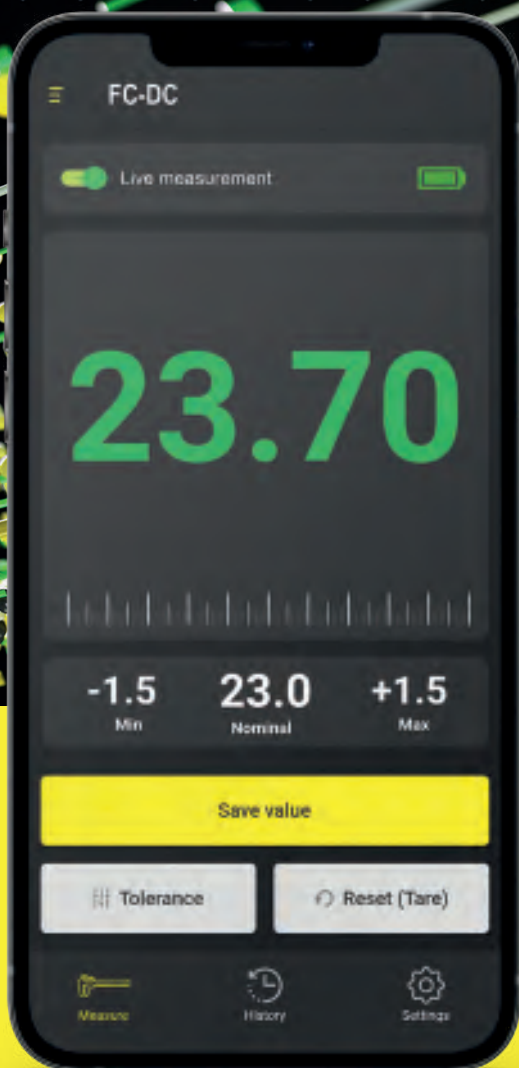 FC-DC
Live measurement
23.70
-1.5 23.0 +1.5
Min Nominal Max
Save value
Tolerance Reset (Tare)
Measure History Settings